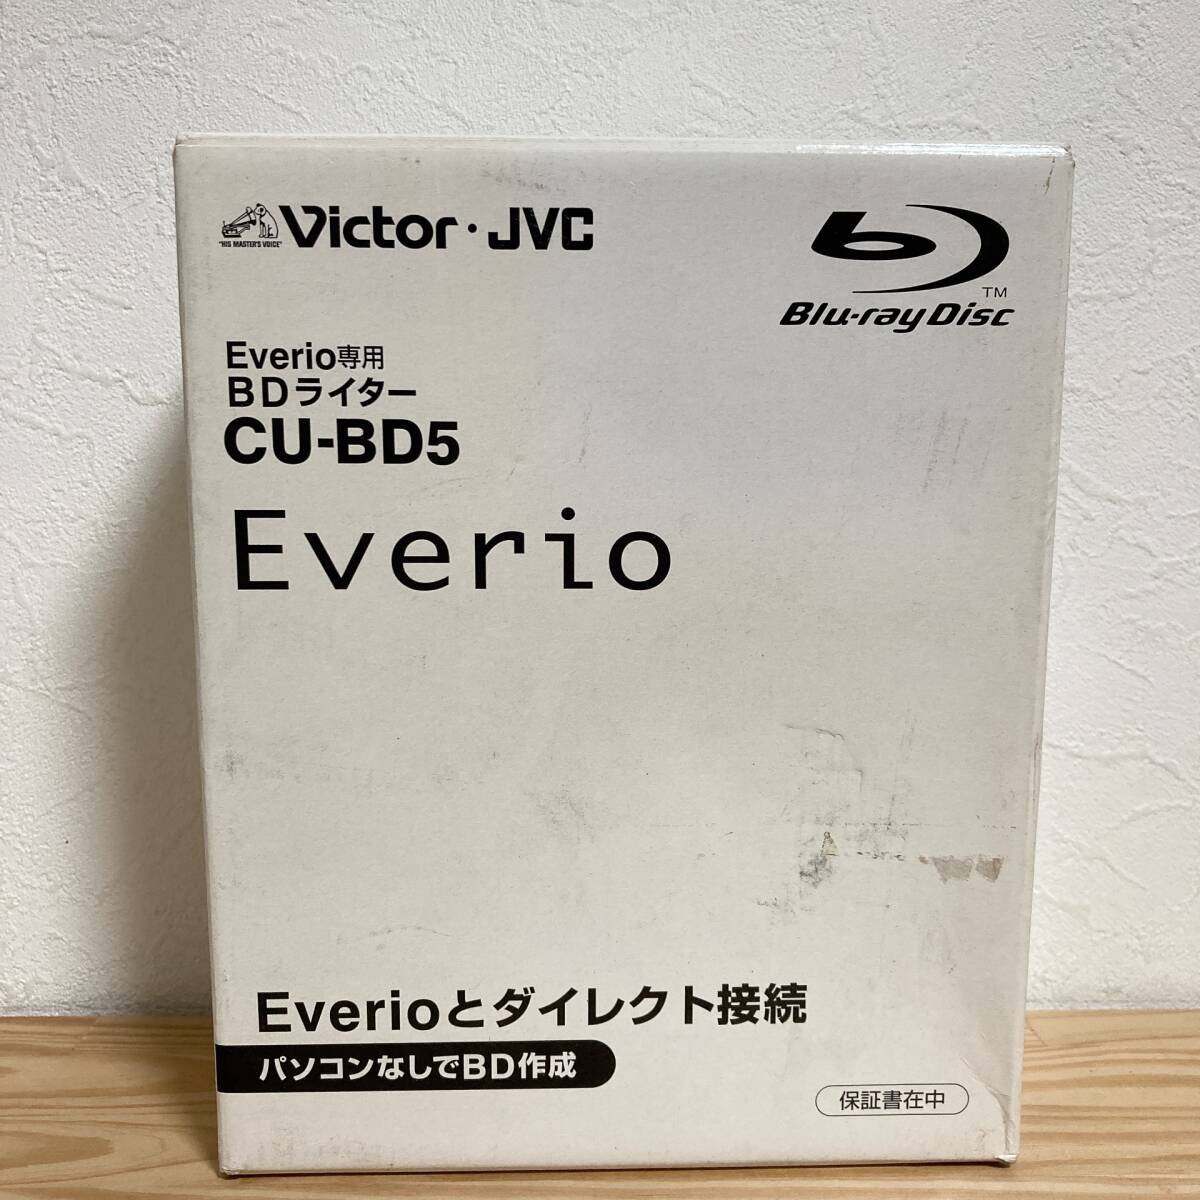 "HIS MASTER'S VOICE"
Victor・JVC
Blu-ray Disc
TM
Everio専用
BDライター
CU-BD5
Everio
Everioとダイレクト接続
パソコンなしでBD作成
保証書在中